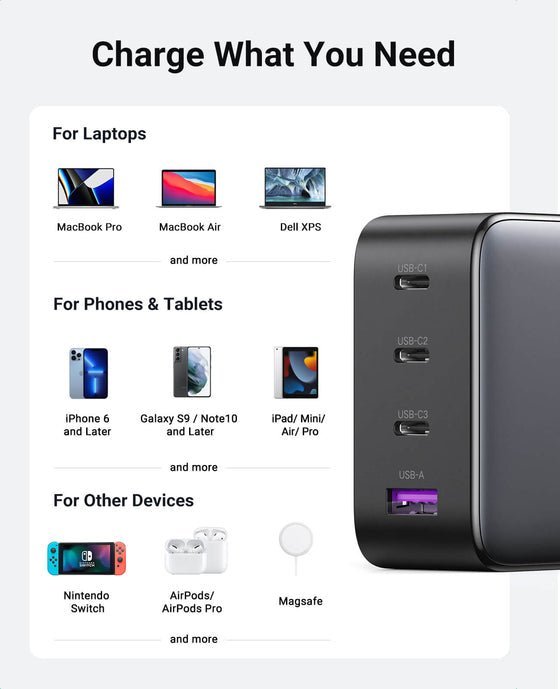 Charge What You Need
For Laptops
MacBook Pro
MacBook Air
Dell XPS
and more
For Phones & Tablets
iPhone 6
and Later
Galaxy S9 / Note10
and Later
iPad/ Mini/
Air/ Pro
and more
For Other Devices
Nintendo
Switch
AirPods/
AirPods Pro
Magsafe
and more
USB-C1
USB-C2
USB-C3
USB-A